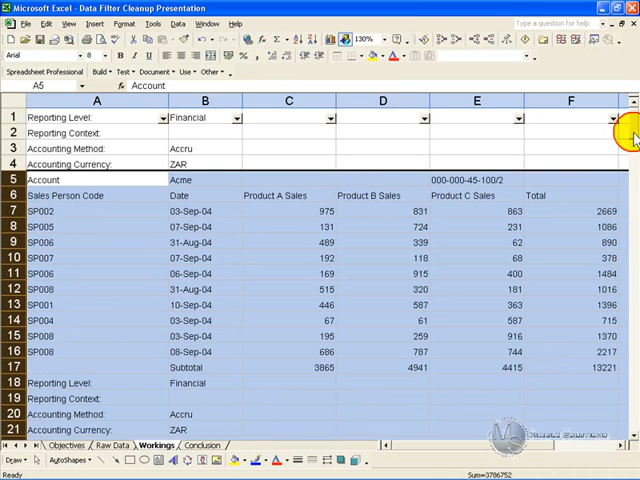 Microsoft Excel - Data Filter Cleanup Presentation
File Edit View Insert Format Tools Data Window Help Type a question for help
130%
Arial 8 B I U
Spreadsheet Professional Build Test Document Use Other
A5 fx Account
A B C D E F
1 Reporting Level: Financial
2 Reporting Context:
3 Accounting Method: Accru
4 Accounting Currency: ZAR
5 Account Acme 000-000-45-100/2
6 Sales Person Code Date Product A Sales Product B Sales Product C Sales Total
7 SP002 03-Sep-04 975 831 863 2669
8 SP005 07-Sep-04 131 724 231 1086
9 SP006 31-Aug-04 489 339 62 890
10 SP007 07-Sep-04 192 118 68 378
11 SP006 06-Sep-04 169 915 400 1484
12 SP008 31-Aug-04 515 320 181 1016
13 SP001 10-Sep-04 446 587 363 1396
14 SP004 03-Sep-04 67 61 587 715
15 SP008 03-Sep-04 195 259 916 1370
16 SP008 08-Sep-04 686 787 744 2217
17 Subtotal 3865 4941 4415 13221
18 Reporting Level: Financial
19 Reporting Context:
20 Accounting Method: Accru
21 Accounting Currency: ZAR
Objectives Raw Data Workings Conclusion
Draw AutoShapes
Ready Sum=3786752